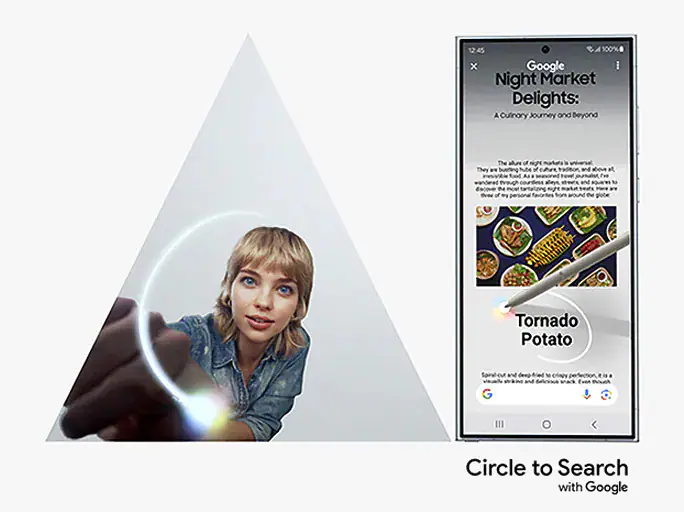 12:45
100%
Google
Night Market
Delights:
A Culinary Journey and Beyond
The allure of night markets is universal.
They are bustling hubs of culture, tradition, and above all,
irresistible food. As a seasoned travel journalist, I've
wandered through countless alleys, streets, and squares to
discover the most tantalizing night market treats. Here are
three of my personal favorites from around the globe
Tornado
Potato
Spiral-cut and deep-fried to crispy perfection, it is a
visually striking and delicious snack. Even though
G
Circle to Search
with Google